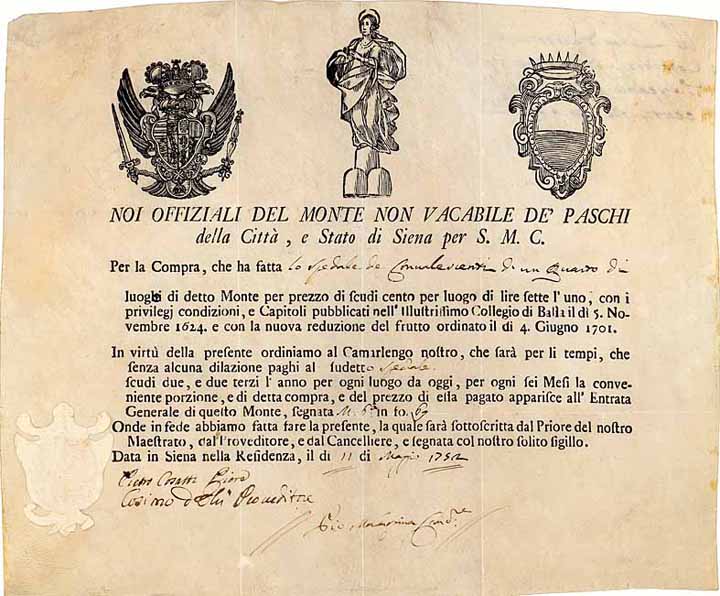 NOI OFFIZIALI DEL MONTE NON VACABILE DE' PASCHI
della Città, e Stato di Siena per S. M. C.
Per la Compra, che ha fatta lo spedale de Convalescenti di un Quarto di
luoghi di detto Monte per prezzo di scudi cento per luogo di lire sette l'uno, con i
privilegj condizioni, e Capitoli pubblicati nell'Illustrissimo Collegio di Balìa il dì 5. No-
vembre 1624. e con la nuova reduzione del frutto ordinato il dì 4. Giugno 1701.
In virtù della presente ordiniamo al Camarlengo nostro, che sarà per li tempi, che
senza alcuna dilazione paghi al sudetto spedale
scudi due, e due terzi l'anno per ogni luogo da oggi, per ogni sei Mesi la conve-
niente porzione, e di detta compra, e del prezzo di essa pagato apparisce all'Entrata
Generale di questo Monte, segnata in fo. 69
Onde in fede abbiamo fatta fare la presente, la quale sarà sottoscritta dal Priore del nostro
Maestrato, dal Proveditore, e dal Cancelliere, e segnata col nostro solito sigillo.
Data in Siena nella Residenza, il dì 11 di Maggio 1752
Priore
Cosimo Proveditore